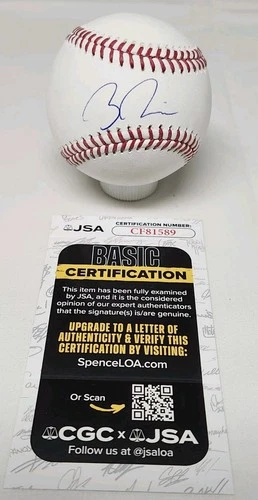 JSA
CERTIFICATION NUMBER:
CF81589
BASIC
CERTIFICATION
This item has been fully examined
by JSA, and it is the considered
opinion of our expert authenticators
that the signature(s) is/are genuine.
UPGRADE TO A LETTER OF
AUTHENTICITY & VERIFY THIS
CERTIFICATION BY VISITING:
SpenceLOA.com
Or Scan
CGC x JSA
Follow us at @jsaloa